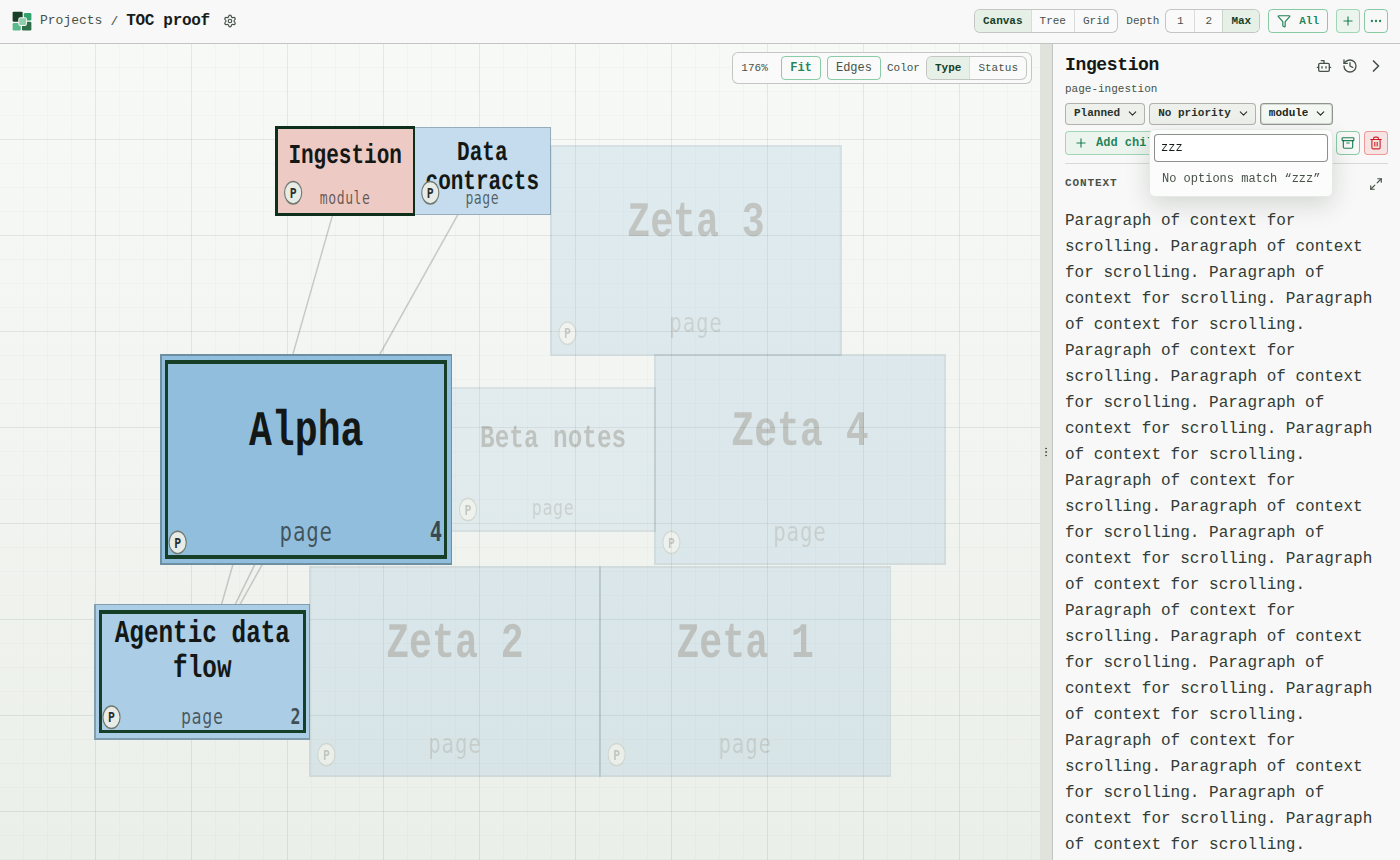 Projects / TOC proof
Canvas Tree Grid Depth 1 2 Max All
176% Fit Edges Color Type Status
Ingestion
P module
Data
contracts
P page
Zeta 3
P page
Alpha
P page 4
Beta notes
P page
Zeta 4
P page
Agentic data
flow
P page 2
Zeta 2
P page
Zeta 1
P page
Ingestion
page-ingestion
Planned No priority module
Add chi
zzz
No options match “zzz”
CONTEXT
Paragraph of context for
scrolling. Paragraph of context
for scrolling. Paragraph of
context for scrolling. Paragraph
of context for scrolling.
Paragraph of context for
scrolling. Paragraph of context
for scrolling. Paragraph of
context for scrolling. Paragraph
of context for scrolling.
Paragraph of context for
scrolling. Paragraph of context
for scrolling. Paragraph of
context for scrolling. Paragraph
of context for scrolling.
Paragraph of context for
scrolling. Paragraph of context
for scrolling. Paragraph of
context for scrolling. Paragraph
of context for scrolling.
Paragraph of context for
scrolling. Paragraph of context
for scrolling. Paragraph of
context for scrolling. Paragraph
of context for scrolling.